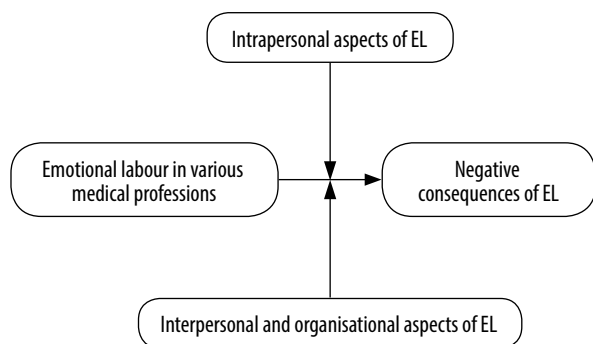 Intrapersonal aspects of EL
Emotional labour in various
medical professions
Negative
consequences of EL
Interpersonal and organisational aspects of EL